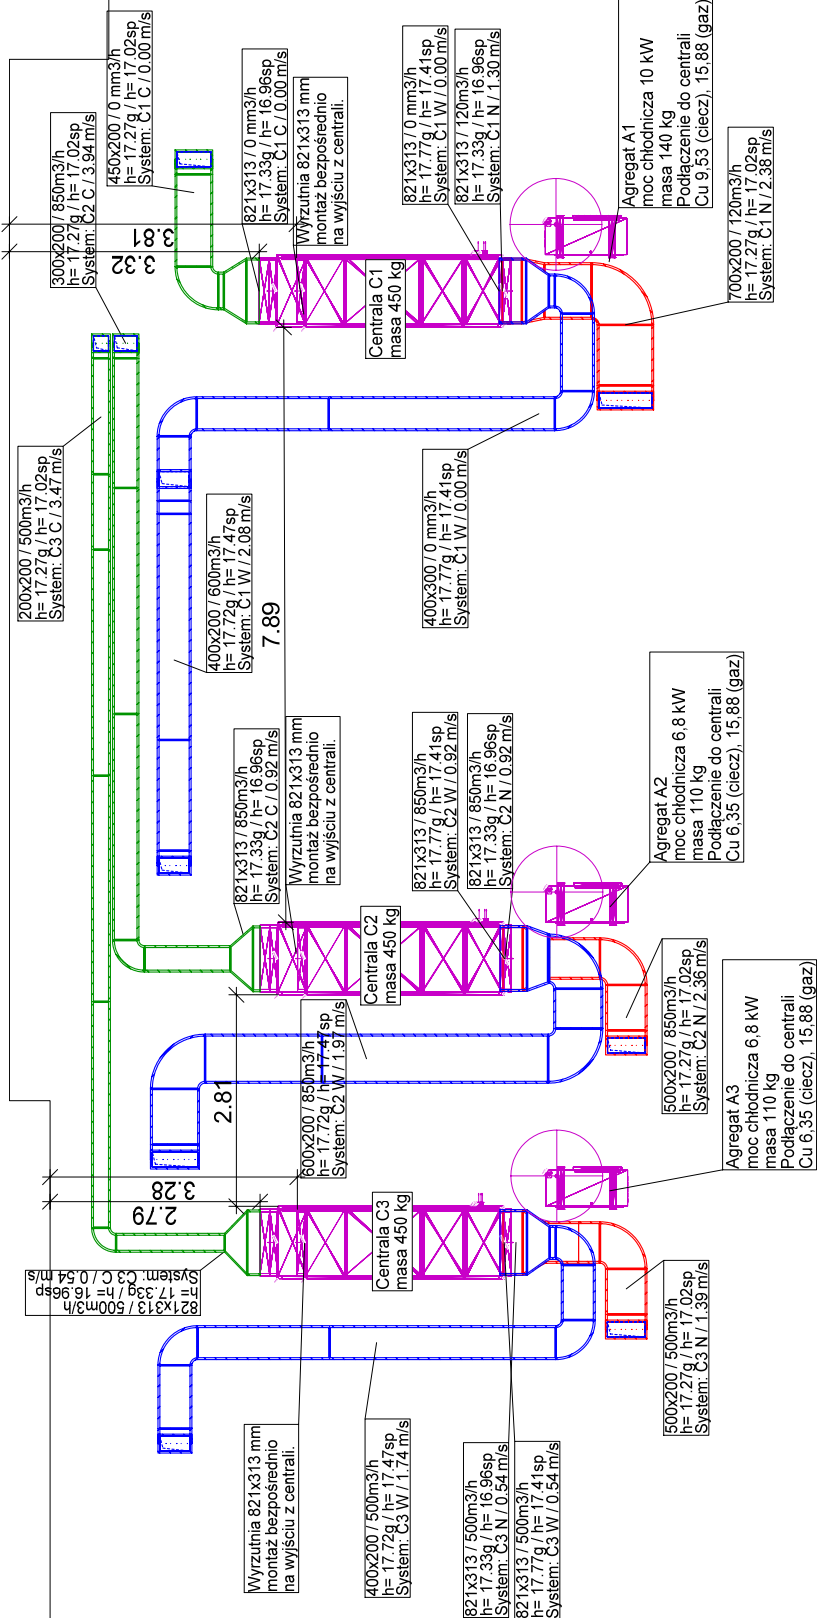 450x200 / 0 mm3/h
h= 17.27g / h= 17.02sp
System: C1 C / 0.00 m/s
300x200 / 850m3/h
h= 17.27g / h= 17.02sp
System: C2 C / 3.94 m/s
821x313 / 0 mm3/h
h= 17.33g / h= 16.96sp
System: C1 C / 0.00 m/s
Wyrzutnia 821x313 mm
montaż bezpośrednio
na wyjściu z centrali.
821x313 / 0 mm3/h
h= 17.77g / h= 17.41sp
System: C1 W / 0.00 m/s
821x313 / 120m3/h
h= 17.33g / h= 16.96sp
System: C1 N / 1.30 m/s
Agregat A1
moc chłodnicza 10 kW
masa 140 kg
Podłączenie do centrali
Cu 9,53 (ciecz), 15,88 (gaz)
700x200 / 120m3/h
h= 17.27g / h= 17.02sp
System: C1 N / 2.38 m/s
3.81
3.32
Centrala C1
masa 450 kg
200x200 / 500m3/h
h= 17.27g / h= 17.02sp
System: C3 C / 3.47 m/s
400x200 / 600m3/h
h= 17.72g / h= 17.47sp
System: C1 W / 2.08 m/s
7.89
400x300 / 0 mm3/h
h= 17.77g / h= 17.41sp
System: C1 W / 0.00 m/s
821x313 / 850m3/h
h= 17.33g / h= 16.96sp
System: C2 C / 0.92 m/s
Wyrzutnia 821x313 mm
montaż bezpośrednio
na wyjściu z centrali.
821x313 / 850m3/h
h= 17.77g / h= 17.41sp
System: C2 W / 0.92 m/s
821x313 / 850m3/h
h= 17.33g / h= 16.96sp
System: C2 N / 0.92 m/s
Agregat A2
moc chłodnicza 6,8 kW
masa 110 kg
Podłączenie do centrali
Cu 6,35 (ciecz), 15,88 (gaz)
Centrala C2
masa 450 kg
600x200 / 850m3/h
h= 17.72g / h= 17.47sp
System: C2 W / 1.97 m/s
2.81
500x200 / 850m3/h
h= 17.27g / h= 17.02sp
System: C2 N / 2.36 m/s
Agregat A3
moc chłodnicza 6,8 kW
masa 110 kg
Podłączenie do centrali
Cu 6,35 (ciecz), 15,88 (gaz)
3.28
2.79
Centrala C3
masa 450 kg
821x313 / 500m3/h
h= 17.33g / h= 16.96sp
System: C3 C / 0.54 m/s
500x200 / 500m3/h
h= 17.27g / h= 17.02sp
System: C3 N / 1.39 m/s
Wyrzutnia 821x313 mm
montaż bezpośrednio
na wyjściu z centrali.
400x200 / 500m3/h
h= 17.72g / h= 17.47sp
System: C3 W / 1.74 m/s
821x313 / 500m3/h
h= 17.33g / h= 16.96sp
System: C3 N / 0.54 m/s
821x313 / 500m3/h
h= 17.77g / h= 17.41sp
System: C3 W / 0.54 m/s